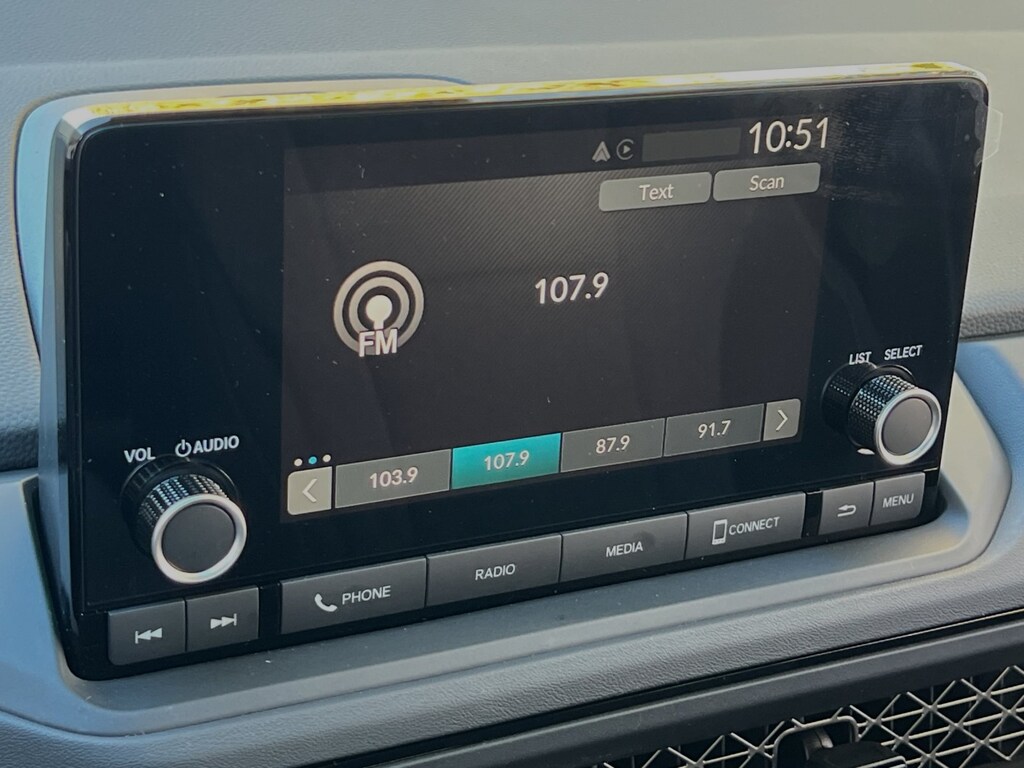 10:51
Text Scan
107.9
FM
LIST SELECT
VOL AUDIO
103.9 107.9 87.9 91.7
PHONE RADIO MEDIA CONNECT MENU